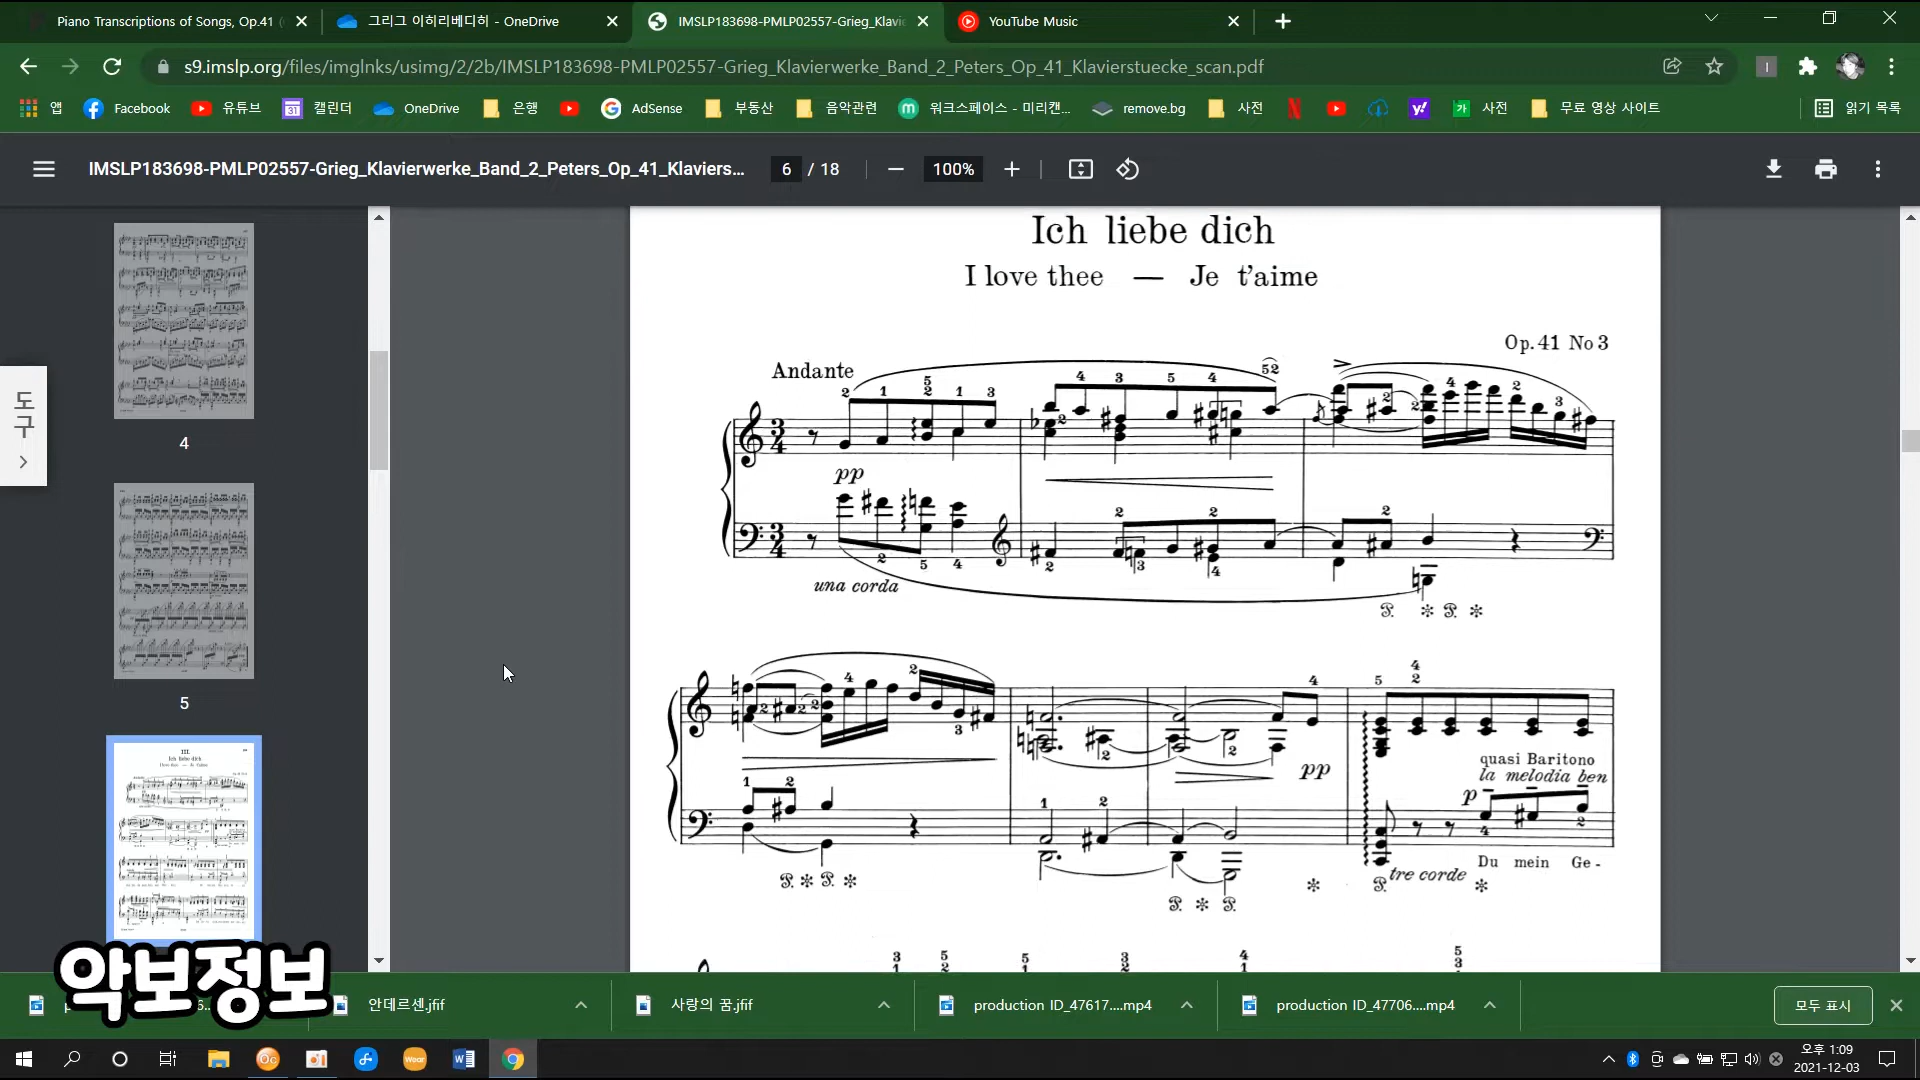 Piano Transcriptions of Songs, Op.41
그리그 이히리베디히 - OneDrive
IMSLP183698-PMLP02557-Grieg_Klavie
YouTube Music
s9.imslp.org/files/imglnks/usimg/2/2b/IMSLP183698-PMLP02557-Grieg_Klavierwerke_Band_2_Peters_Op_41_Klavierstuecke_scan.pdf
앱 Facebook 유튜브 캘린더 OneDrive 은행 AdSense 부동산 음악관련 워크스페이스 - 미리캔... remove.bg 사전 사전 무료 영상 사이트 읽기 목록
IMSLP183698-PMLP02557-Grieg_Klavierwerke_Band_2_Peters_Op_41_Klaviers... 6 / 18 100%
도구
4
5
Ich liebe dich
I love thee — Je t'aime
Op. 41 No 3
Andante
pp
una corda
pp
quasi Baritono
la melodia ben
p
Du mein Ge-
tre corde
악보정보
안데르센.jfif
사랑의 꿈.jfif
production ID_47617....mp4
production ID_47706....mp4
모두 표시
오후 1:09
2021-12-03